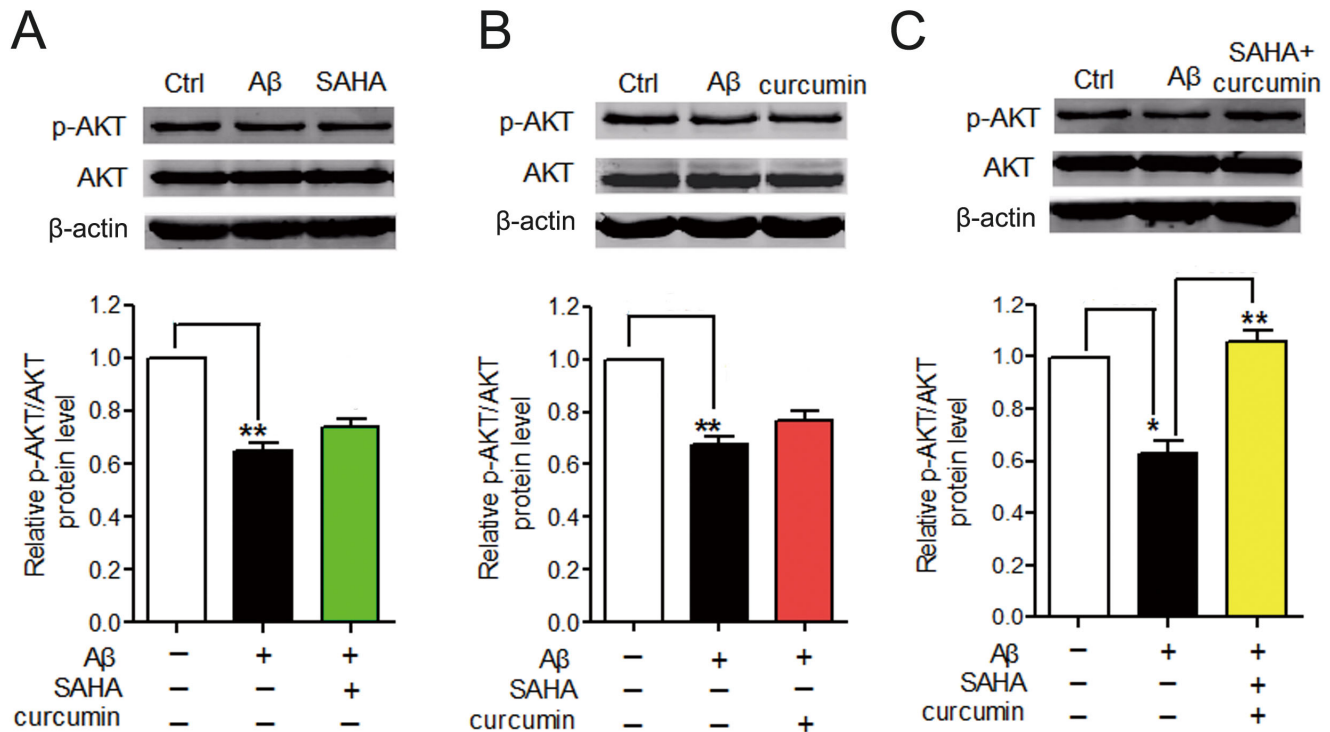 A
Ctrl Aβ SAHA
p-AKT
AKT
β-actin
Relative p-AKT/AKT
protein level
1.2
1.0
0.8
0.6
0.4
0.2
0.0
**
Aβ − + +
SAHA − − +
curcumin − − −
B
Ctrl Aβ curcumin
p-AKT
AKT
β-actin
Relative p-AKT/AKT
protein level
1.2
1.0
0.8
0.6
0.4
0.2
0.0
**
Aβ − + +
SAHA − − −
curcumin − − +
C
SAHA+
Ctrl Aβ curcumin
p-AKT
AKT
β-actin
Relative p-AKT/AKT
protein level
1.2
1.0
0.8
0.6
0.4
0.2
0.0
*
**
Aβ − + +
SAHA − − +
curcumin − − +